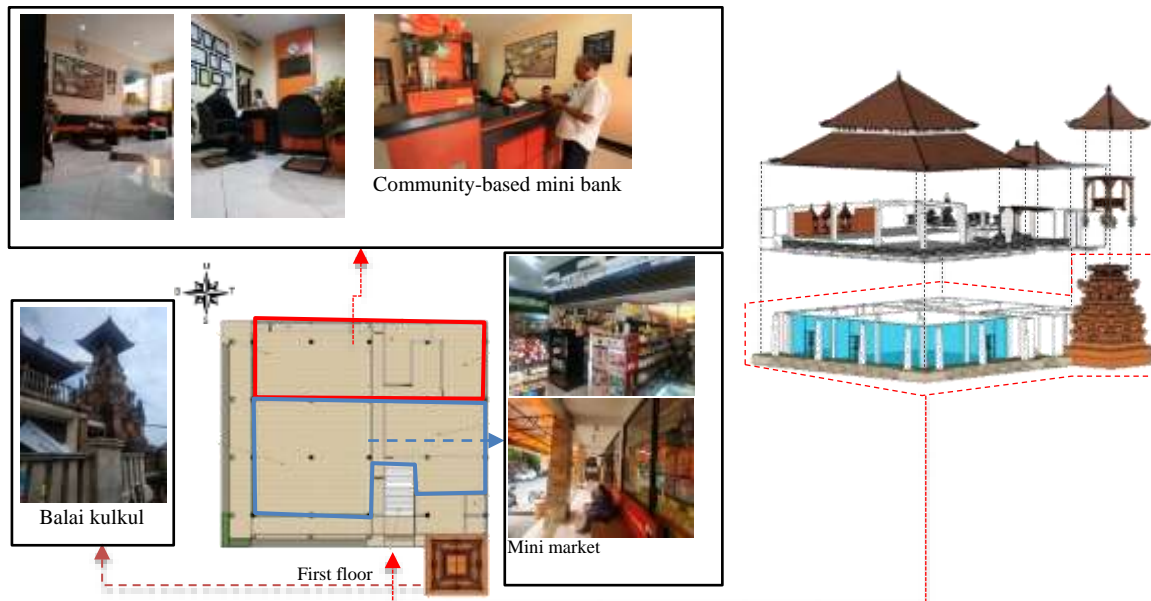 Community-based mini bank
U
B
T
S
Balai kulkul
Mini market
First floor